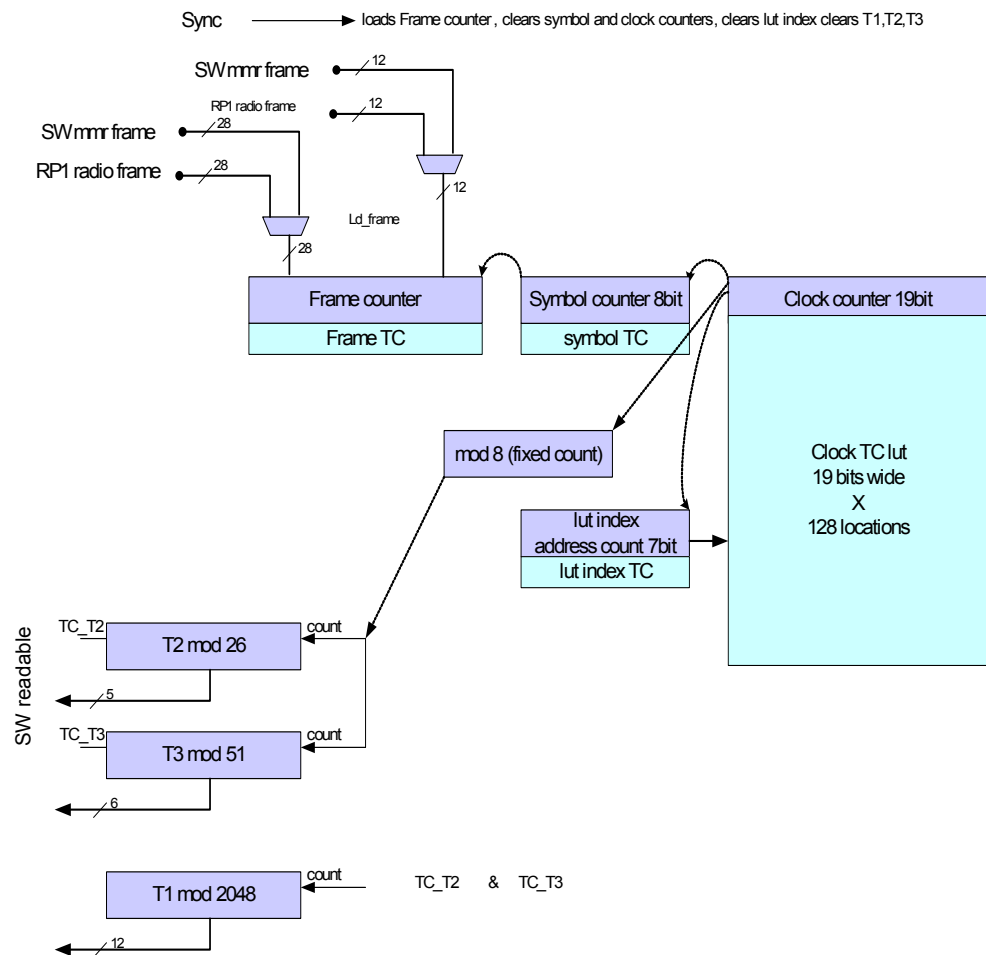 Sync
loads Frame counter , clears symbol and clock counters, clears lut index clears T1,T2,T3
SW mmr frame
12
RP1 radio frame
12
SW mmr frame
28
RP1 radio frame
28
12
Ld_frame
28
Frame counter
Frame TC
Symbol counter 8bit
symbol TC
Clock counter 19bit
Clock TC lut
19 bits wide
X
128 locations
mod 8 (fixed count)
lut index
address count 7bit
lut index TC
SW readable
TC_T2
T2 mod 26
count
5
TC_T3
T3 mod 51
count
6
T1 mod 2048
count
TC_T2 & TC_T3
12